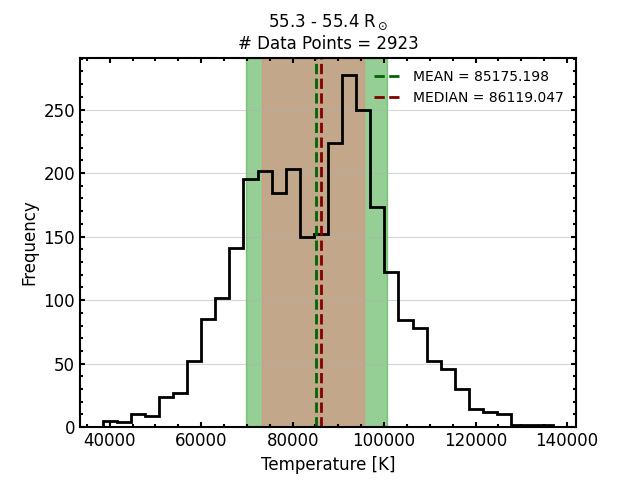 55.3 - 55.4 R⊙
# Data Points = 2923
MEAN = 85175.198
MEDIAN = 86119.047
Frequency
250
200
150
100
50
0
40000 60000 80000 100000 120000 140000
Temperature [K]